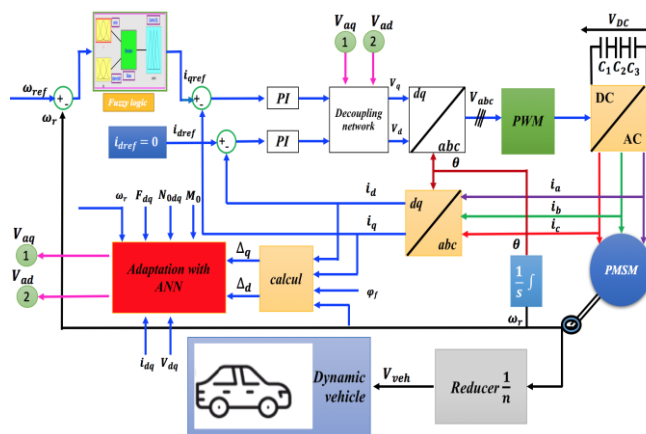 V_aq V_ad
1 2
V_DC
C_1 C_2 C_3
ω_ref
+
-
ω_r
Fuzzy logic
i_qref
+
-
PI
Decoupling
network
V_q
V_d
dq
abc
V_abc
PWM
DC
AC
i_dref = 0
i_dref
+
-
PI
θ
i_d
i_q
dq
abc
i_a
i_b
i_c
ω_r F_dq N_0dq M_0
V_aq
1
V_ad
2
Adaptation with
ANN
Δ_q
Δ_d
calcul
φ_f
θ
1/s ∫
ω_r
PMSM
i_dq V_dq
Dynamic
vehicle
V_veh
Reducer 1/n